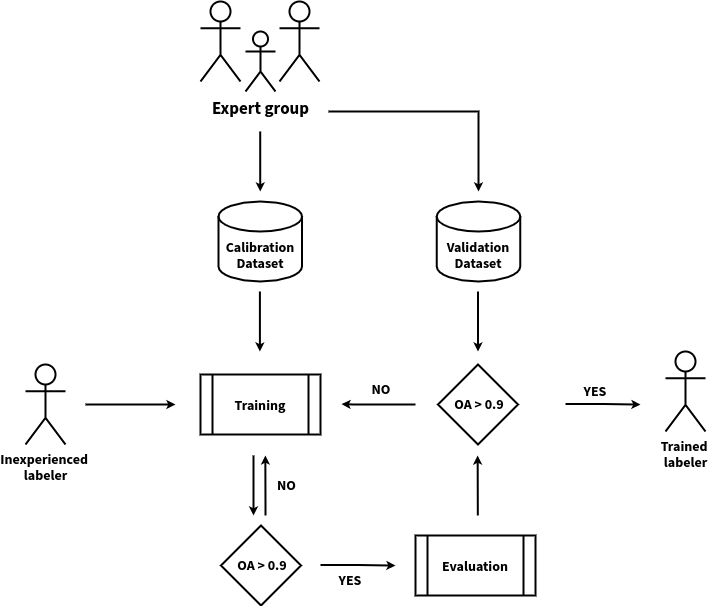 Expert group
Calibration
Dataset
Validation
Dataset
Inexperienced
labeler
Training
NO
OA > 0.9
YES
Trained
labeler
NO
OA > 0.9
YES
Evaluation